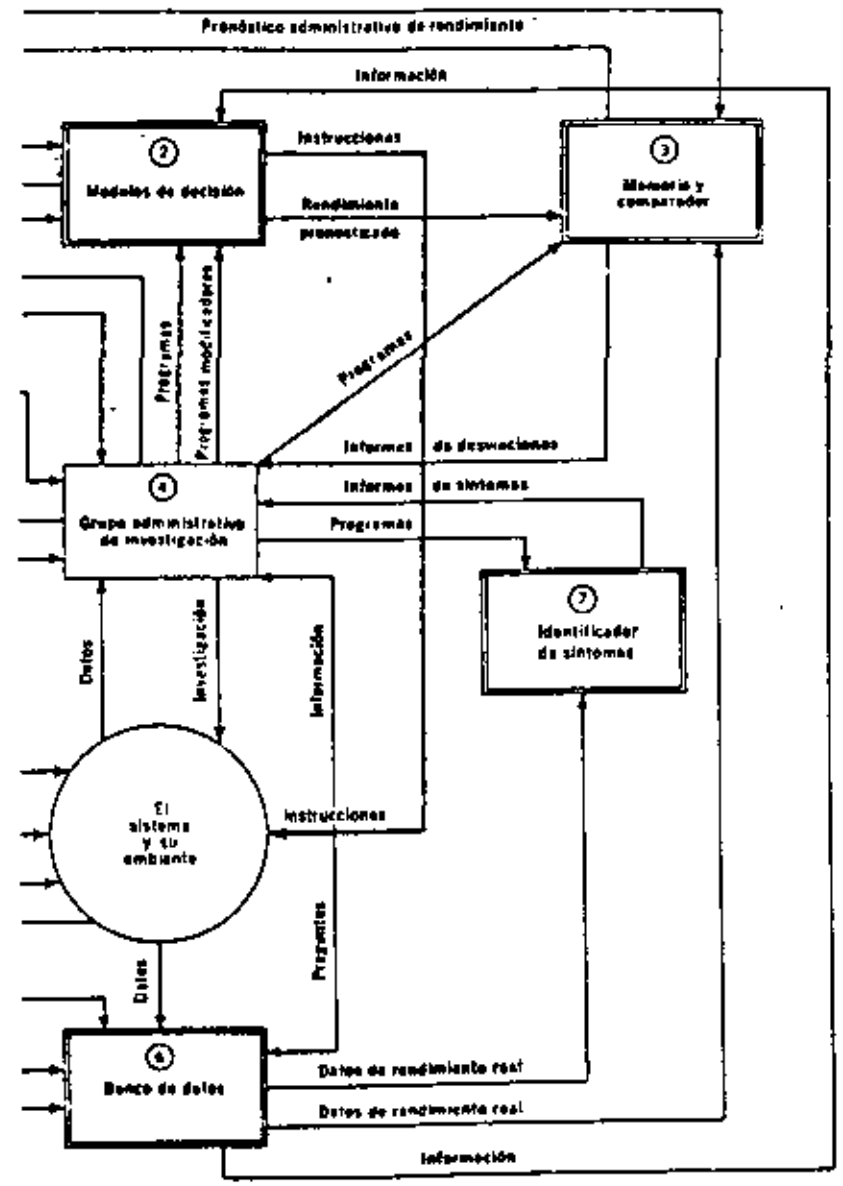 Pronóstico administrativo de rendimiento
Información
2
Modelos de decisión
Instrucciones
Rendimiento
pronosticado
3
Memoria y
comparador
Programas
Programas modificadores
Programas
Informes de desviaciones
Informes de síntomas
Programas
4
Grupo administrativo
de investigación
7
Identificador
de síntomas
Datos
Investigación
Información
El
sistema
y su
ambiente
Instrucciones
Datos
Preguntas
6
Banco de datos
Datos de rendimiento real
Datos de rendimiento real
Información